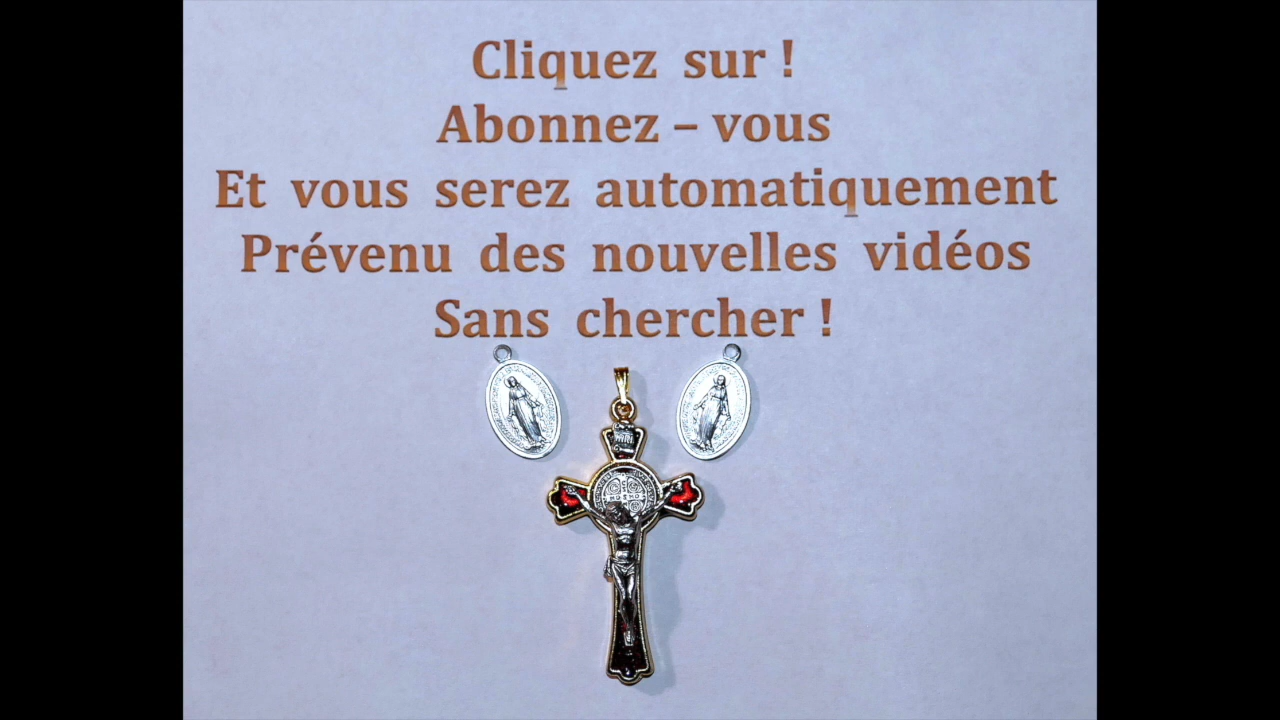 Cliquez sur !
Abonnez – vous
Et vous serez automatiquement
Prévenu des nouvelles vidéos
Sans chercher !